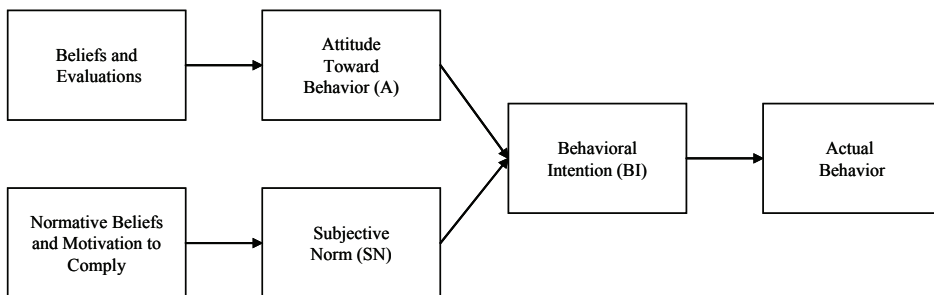 Beliefs and
Evaluations
Attitude
Toward
Behavior (A)
Normative Beliefs
and Motivation to
Comply
Subjective
Norm (SN)
Behavioral
Intention (BI)
Actual
Behavior